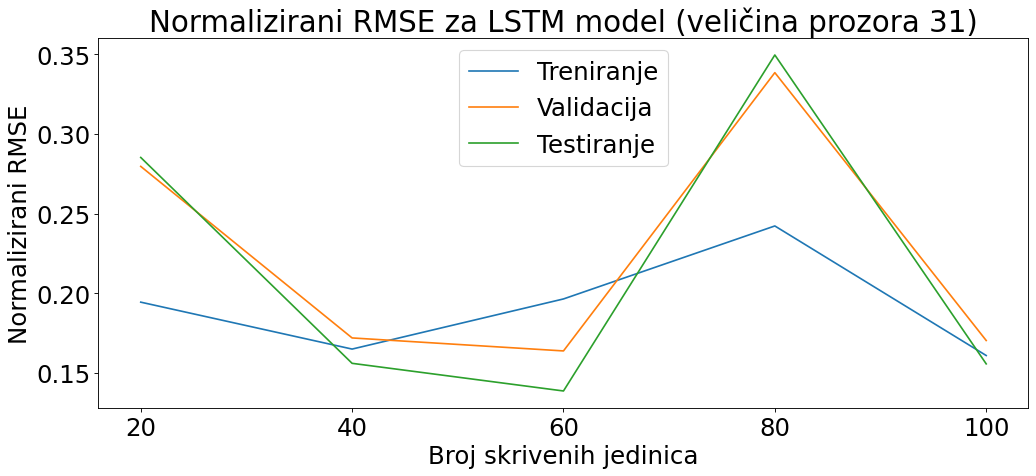 Normalizirani RMSE za LSTM model (veličina prozora 31)
Normalizirani RMSE
0.35
0.30
0.25
0.20
0.15
Treniranje
Validacija
Testiranje
20 40 60 80 100
Broj skrivenih jedinica